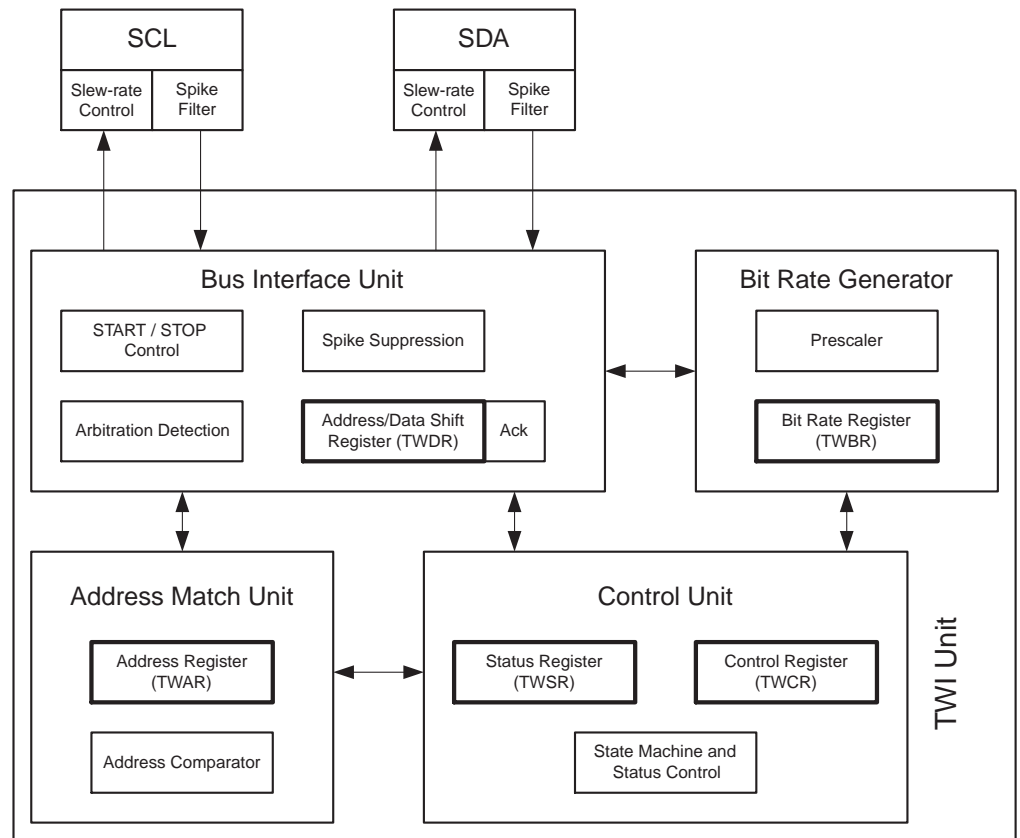 SCL
Slew-rate
Control
Spike
Filter
SDA
Slew-rate
Control
Spike
Filter
Bus Interface Unit
START / STOP
Control
Spike Suppression
Arbitration Detection
Address/Data Shift
Register (TWDR)
Ack
Bit Rate Generator
Prescaler
Bit Rate Register
(TWBR)
Address Match Unit
Address Register
(TWAR)
Address Comparator
Control Unit
Status Register
(TWSR)
Control Register
(TWCR)
State Machine and
Status Control
TWI Unit